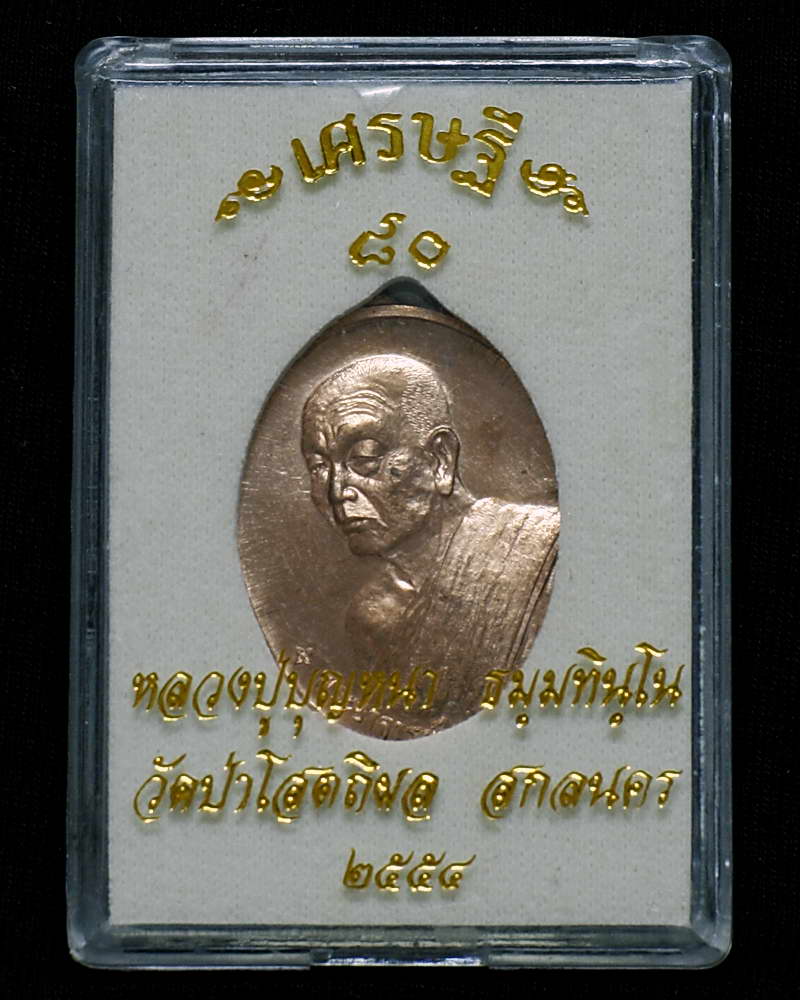 เศรษฐี
๘๐
หลวงปู่บุญหนา ธมฺมทินฺโน
วัดป่าโสตถิผล สกลนคร
๒๕๕๔